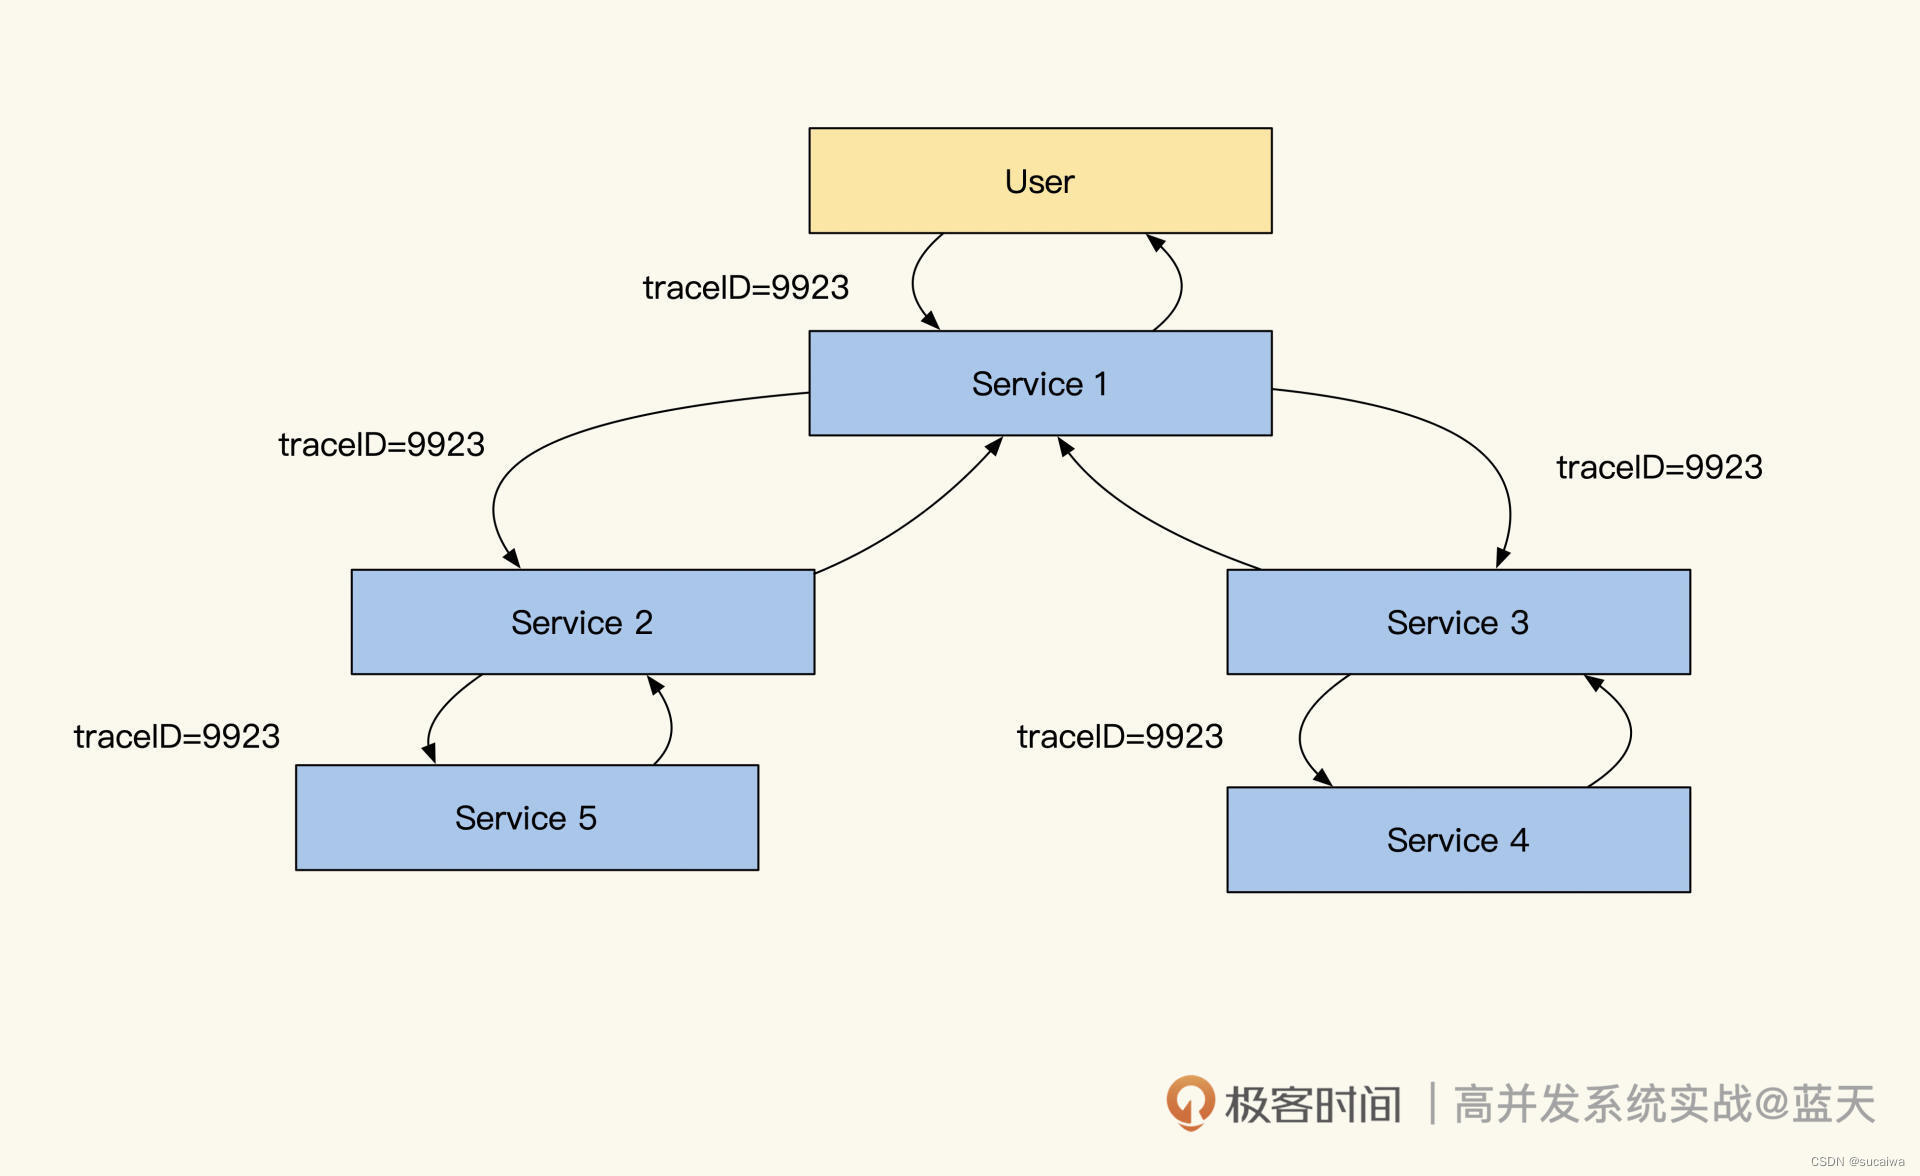 User
traceID=9923
Service 1
traceID=9923
traceID=9923
Service 2
Service 3
traceID=9923
traceID=9923
Service 5
Service 4
极客时间 | 高并发系统实战@蓝天
CSDN @sucaiwa